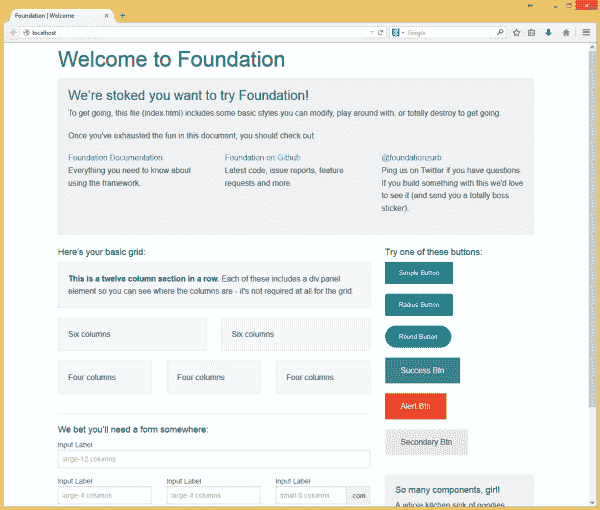 Foundation | Welcome
localhost
Google
Welcome to Foundation
We're stoked you want to try Foundation!
To get going, this file (index.html) includes some basic styles you can modify, play around with, or totally destroy to get going.
Once you've exhausted the fun in this document, you should check out:
Foundation Documentation
Everything you need to know about
using the framework.
Foundation on Github
Latest code, issue reports, feature
requests and more.
@foundationzurb
Ping us on Twitter if you have questions.
If you build something with this we'd love
to see it (and send you a totally boss
sticker).
Here's your basic grid:
This is a twelve column section in a row. Each of these includes a div.panel
element so you can see where the columns are - it's not required at all for the grid.
Six columns
Six columns
Four columns
Four columns
Four columns
We bet you'll need a form somewhere:
Input Label
large-12 columns
Input Label
Input Label
Input Label
large-4 columns
large-4 columns
small-9 columns
.com
Try one of these buttons:
Simple Button
Radius Button
Round Button
Success Btn
Alert Btn
Secondary Btn
So many components, girl!
A whole kitchen sink of goodies